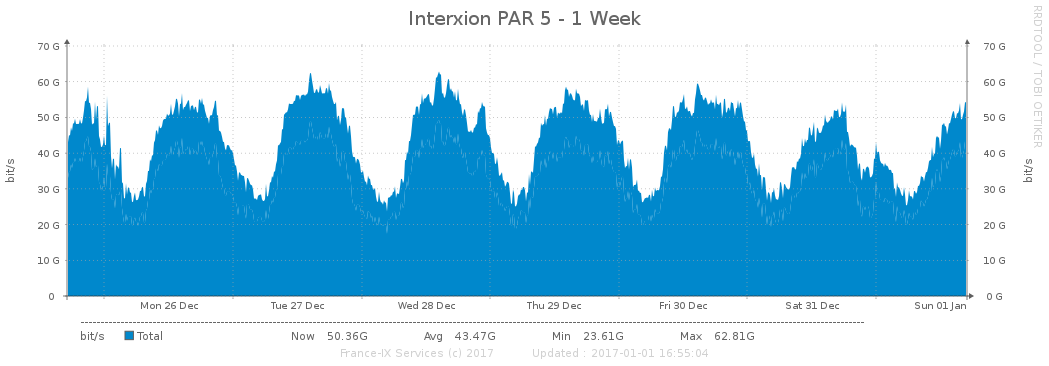 Interxion PAR 5 - 1 Week
RRDTOOL / TOBI OETIKER
bit/s
bit/s
70 G 70 G
60 G 60 G
50 G 50 G
40 G 40 G
30 G 30 G
20 G 20 G
10 G 10 G
0 0 G
Mon 26 Dec Tue 27 Dec Wed 28 Dec Thu 29 Dec Fri 30 Dec Sat 31 Dec Sun 01 Jan
bit/s Total Now 50.36G Avg 43.47G Min 23.61G Max 62.81G
France-IX Services (c) 2017 Updated : 2017-01-01 16:55:04